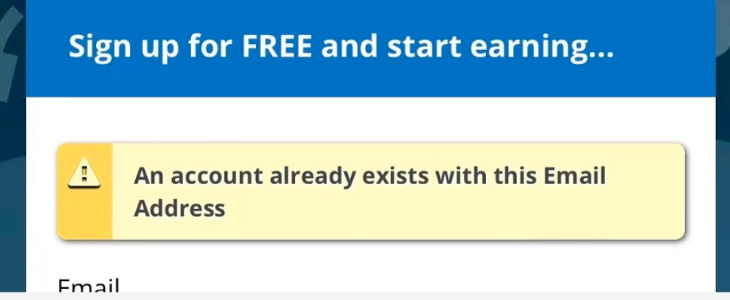 Sign up for FREE and start earning...
An account already exists with this Email
Address
Email